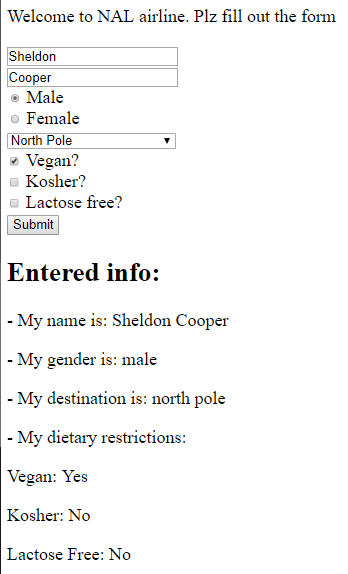 Welcome to NAL airline. Plz fill out the form
Sheldon
Cooper
Male
Female
North Pole
Vegan?
Kosher?
Lactose free?
Submit
Entered info:
- My name is: Sheldon Cooper
- My gender is: male
- My destination is: north pole
- My dietary restrictions:
Vegan: Yes
Kosher: No
Lactose Free: No